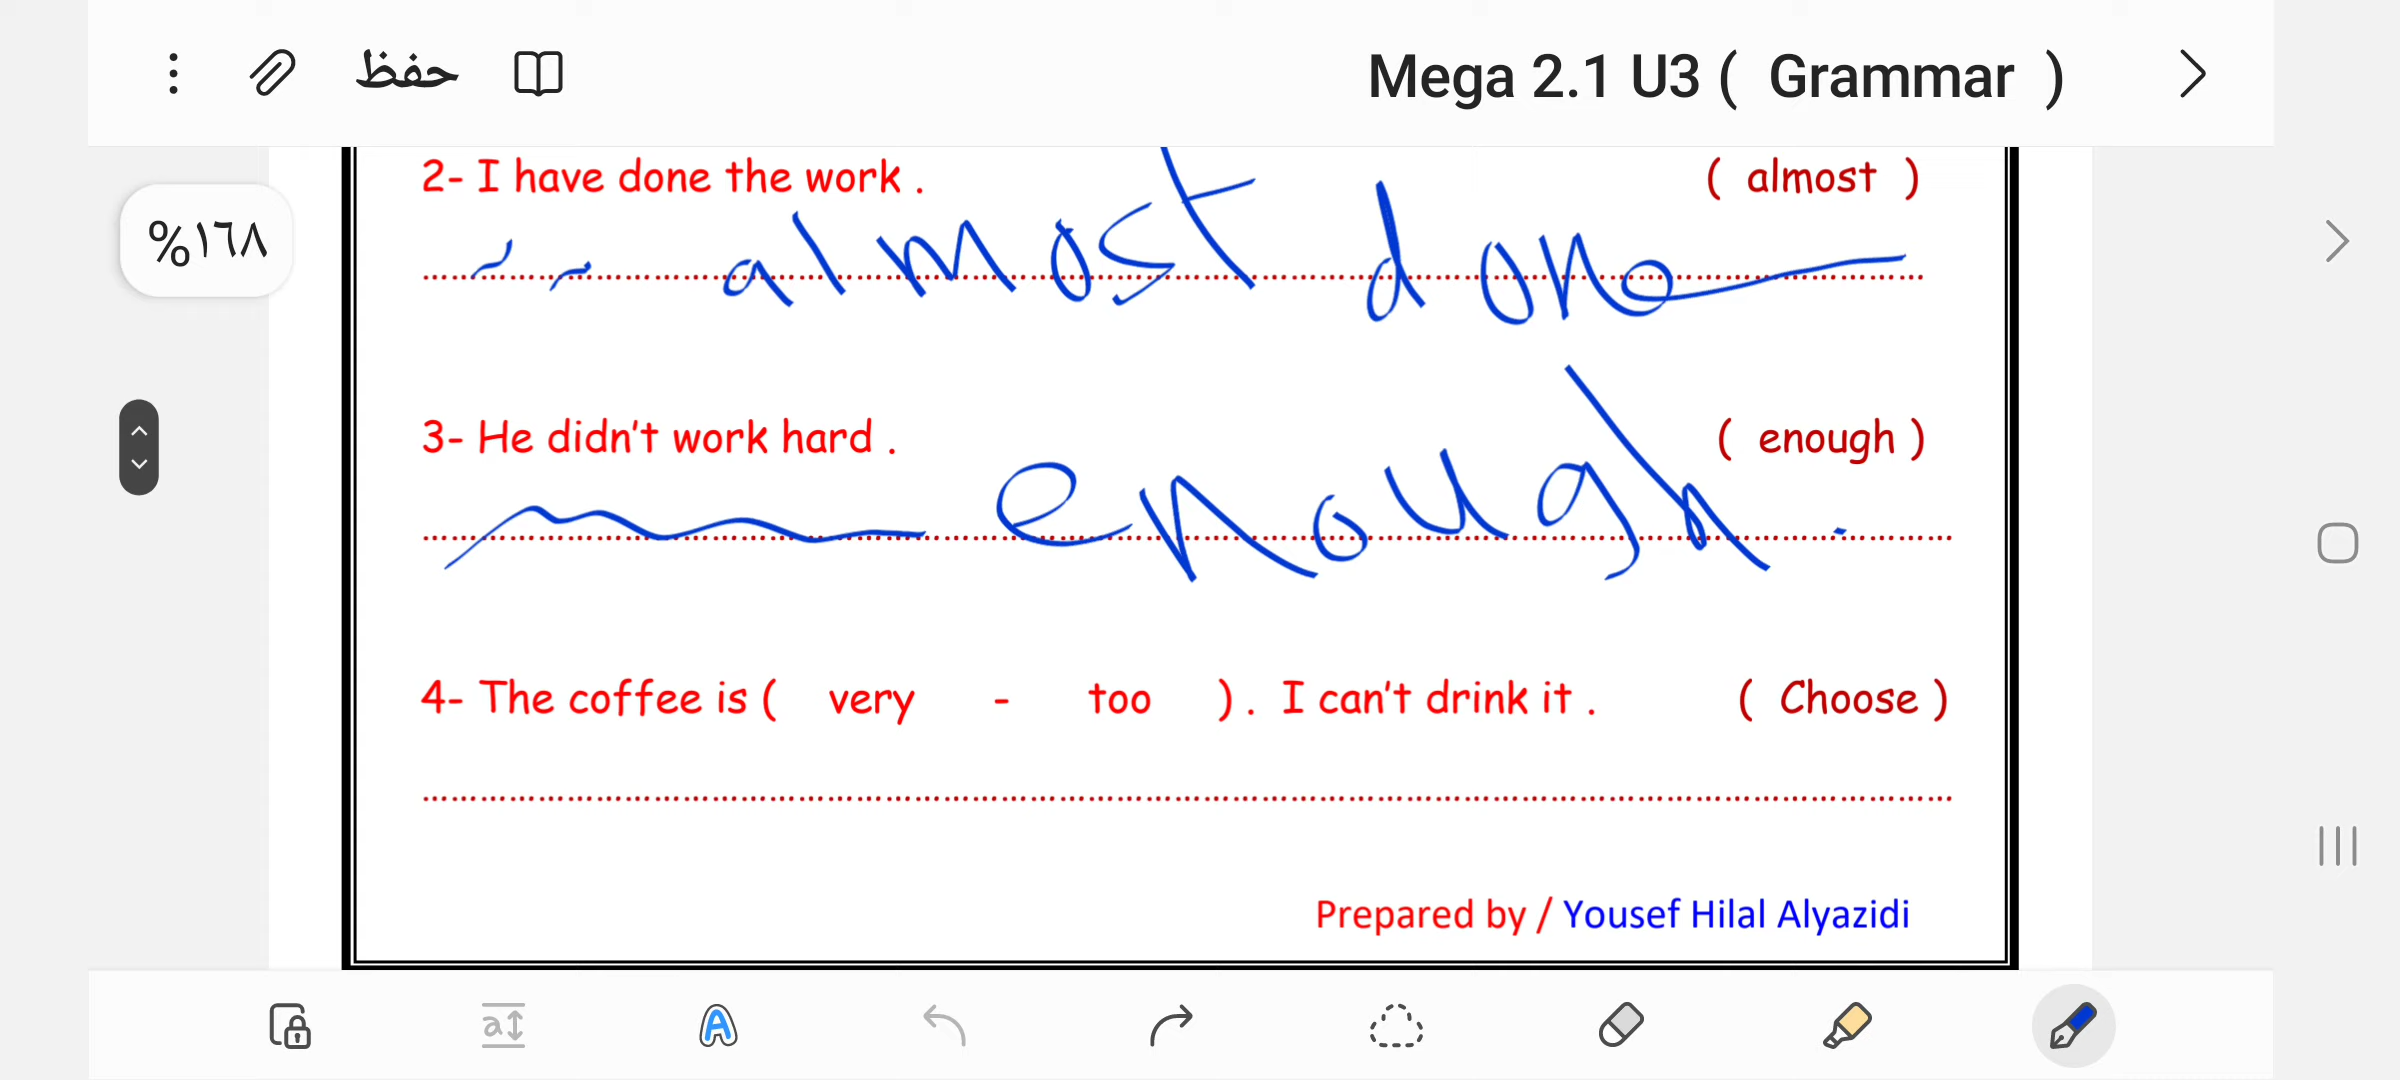 حفظ Mega 2.1 U3 ( Grammar )
%١٦٨
2- I have done the work . ( almost )
almost done
3- He didn't work hard . ( enough )
enough .
4- The coffee is ( very - too ) . I can't drink it . ( Choose )
Prepared by / Yousef Hilal Alyazidi